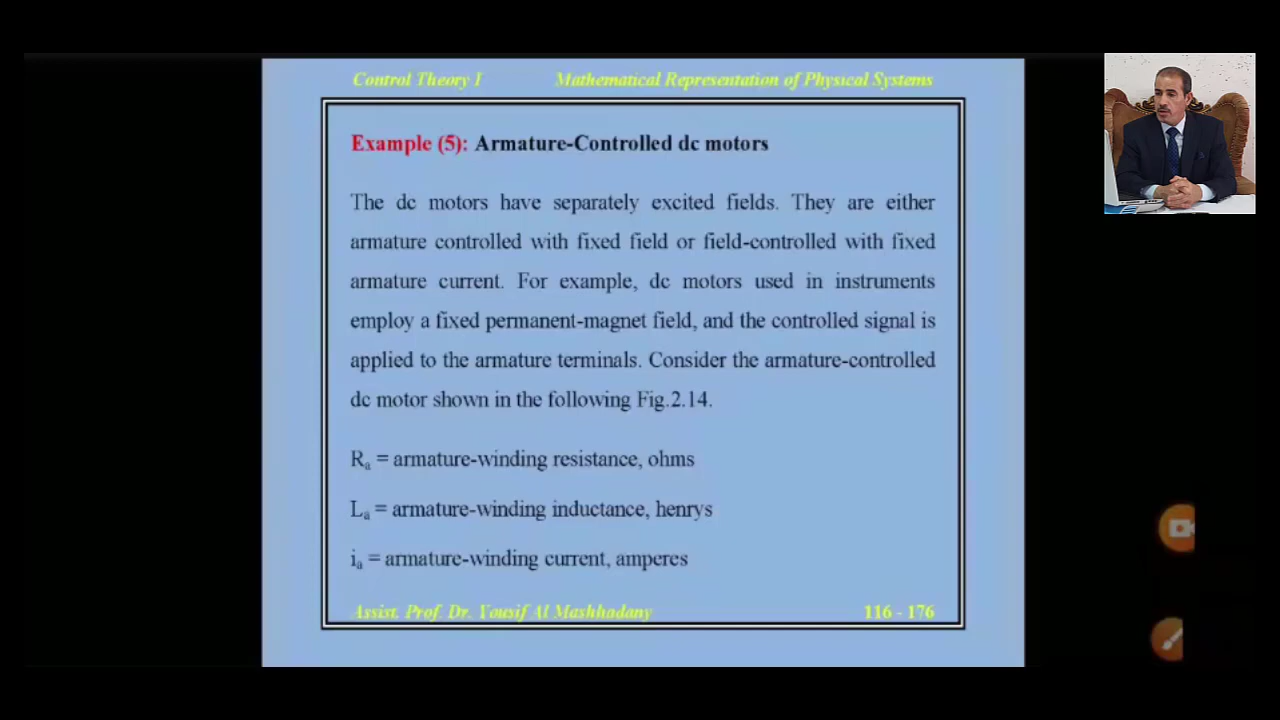 Control Theory I Mathematical Representation of Physical Systems
Example (5): Armature-Controlled dc motors
The dc motors have separately excited fields. They are either
armature controlled with fixed field or field-controlled with fixed
armature current. For example, dc motors used in instruments
employ a fixed permanent-magnet field, and the controlled signal is
applied to the armature terminals. Consider the armature-controlled
dc motor shown in the following Fig.2.14.
Rₐ = armature-winding resistance, ohms
Lₐ = armature-winding inductance, henrys
iₐ = armature-winding current, amperes
Assist. Prof. Dr. Yousif Al Mashhadany 116 - 176